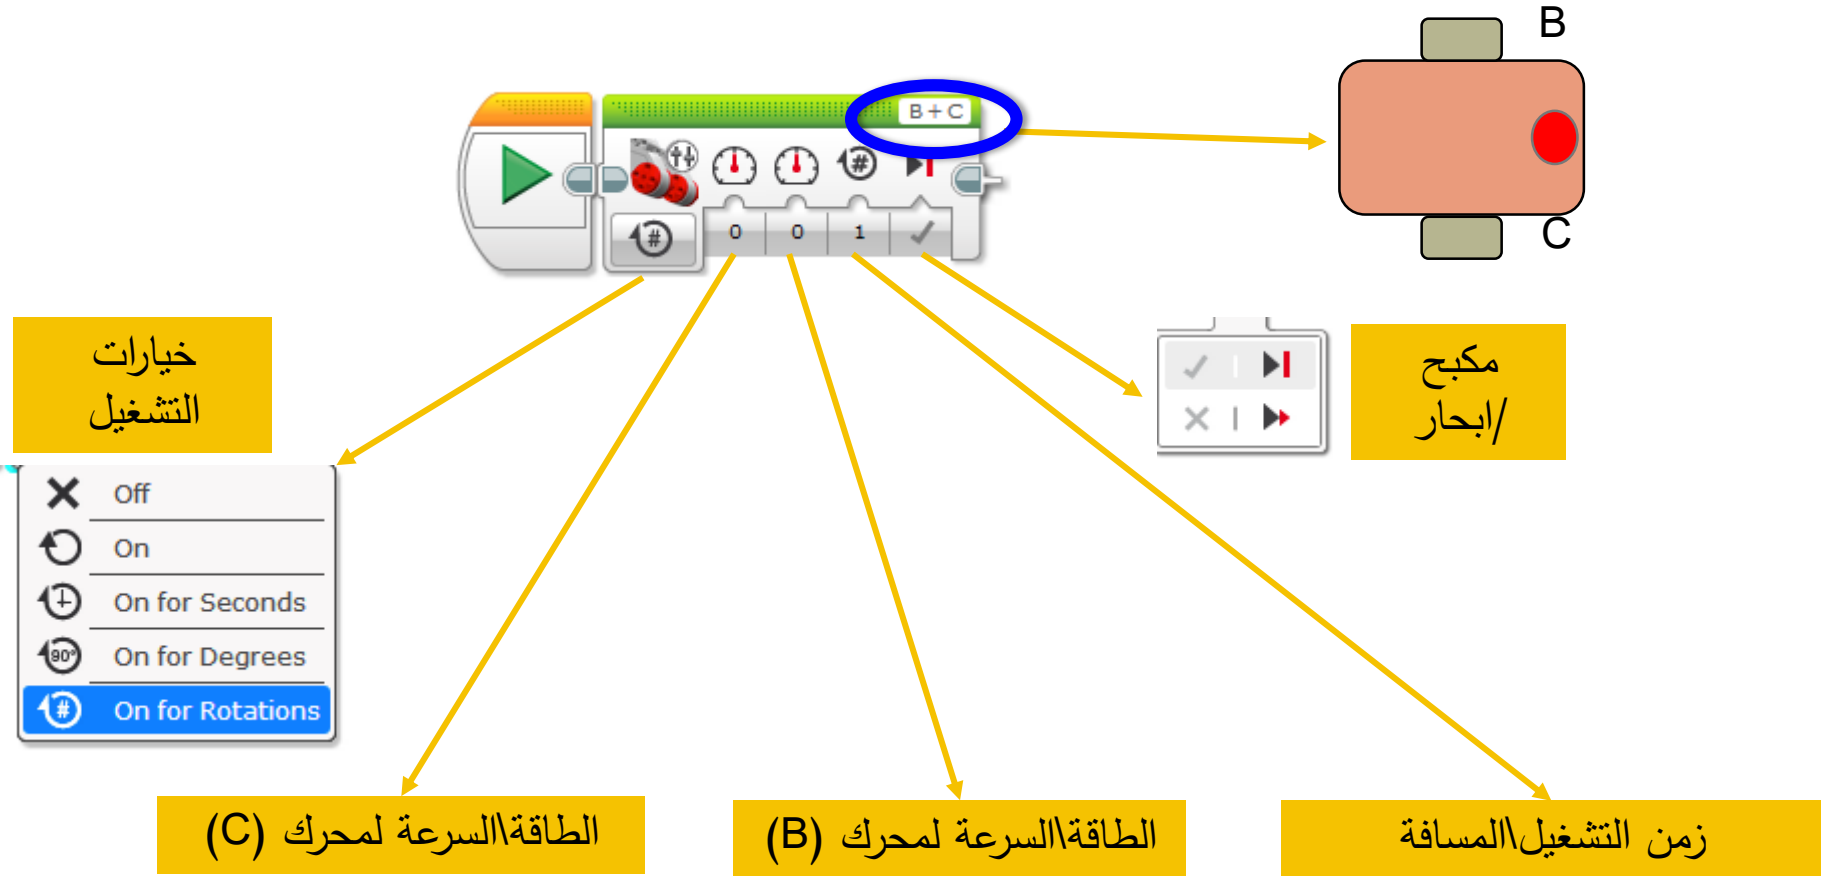 B
B+C
#
#
0
0
1
C
خيارات
التشغيل
مكبح
/ابحار
Off
On
On for Seconds
90°
On for Degrees
#
On for Rotations
الطاقة\السرعة لمحرك (C)
الطاقة\السرعة لمحرك (B)
زمن التشغيل\المسافة